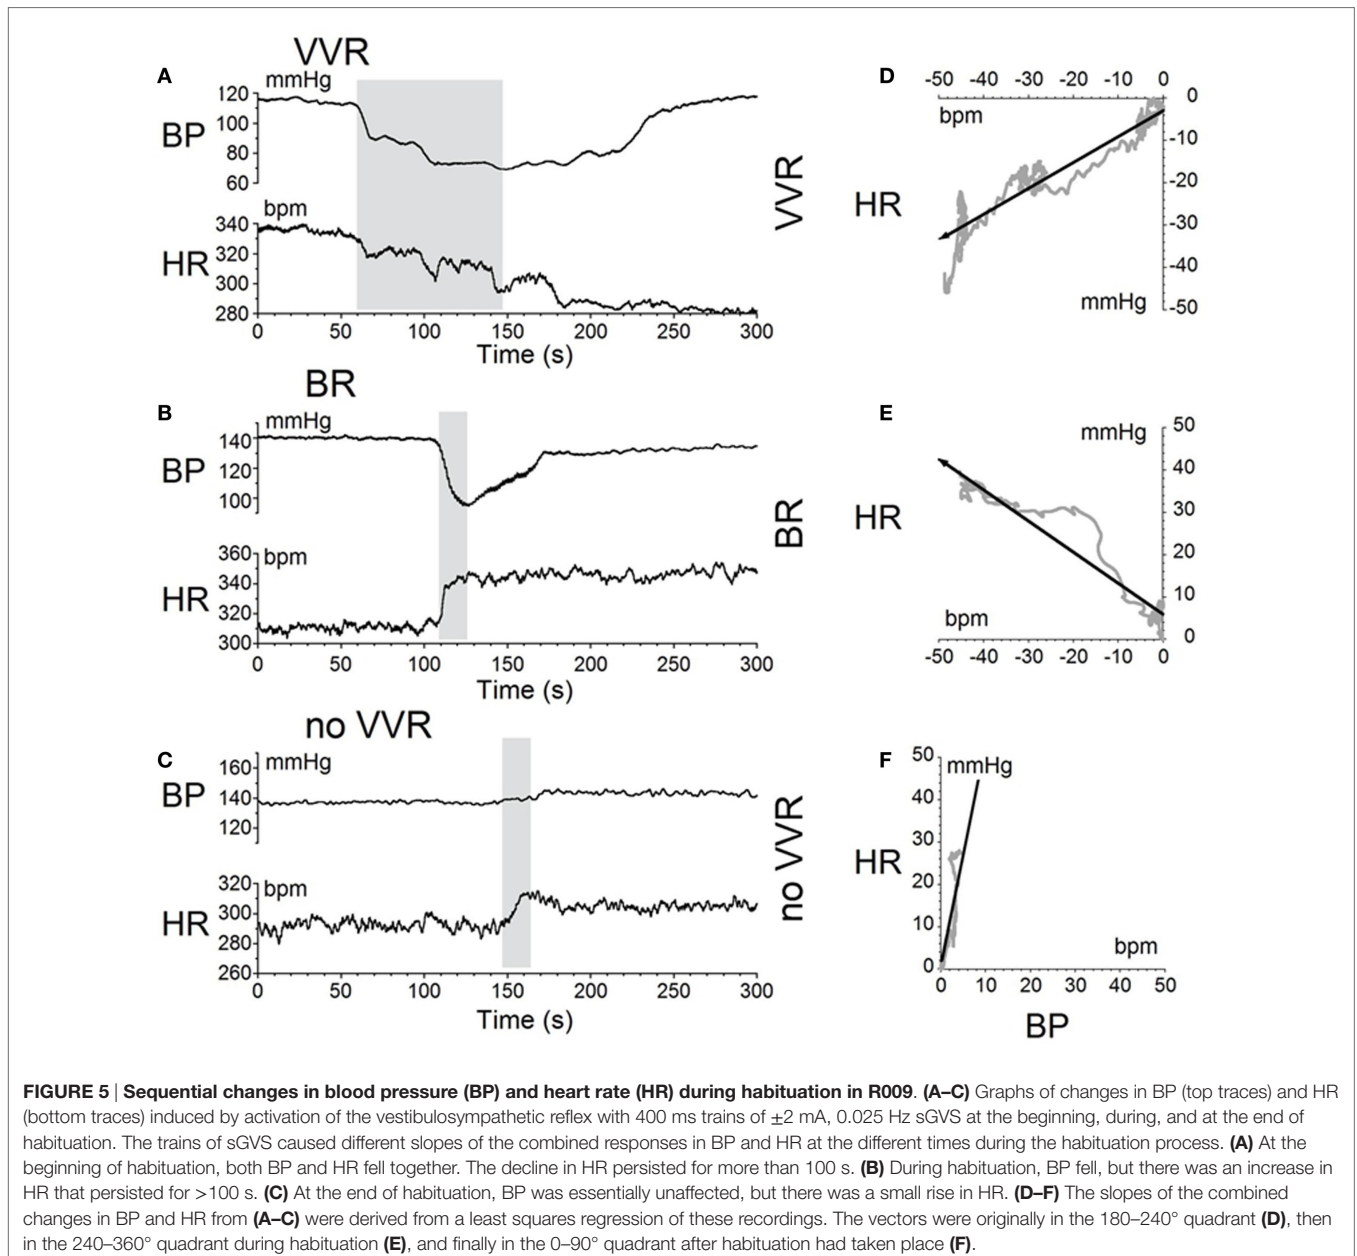 VVR
A
mmHg
120
100
80
60
BP
bpm
340
320
300
280
HR
0 50 100 150 200 250 300
Time (s)
D
-50 -40 -30 -20 -10 0
bpm
0
-10
-20
-30
-40
-50
VVR
HR
mmHg
BR
B
mmHg
140
120
100
BP
bpm
360
340
320
300
HR
0 50 100 150 200 250 300
Time (s)
E
mmHg
50
40
30
20
10
0
BR
HR
bpm
-50 -40 -30 -20 -10 0
no VVR
C
mmHg
160
140
120
BP
bpm
320
300
280
260
HR
0 50 100 150 200 250 300
Time (s)
F
50
40
30
20
10
0
mmHg
no VVR
HR
bpm
0 10 20 30 40 50
BP
FIGURE 5 | Sequential changes in blood pressure (BP) and heart rate (HR) during habituation in R009. (A–C) Graphs of changes in BP (top traces) and HR
(bottom traces) induced by activation of the vestibulosympathetic reflex with 400 ms trains of ±2 mA, 0.025 Hz sGVS at the beginning, during, and at the end of
habituation. The trains of sGVS caused different slopes of the combined responses in BP and HR at the different times during the habituation process. (A) At the
beginning of habituation, both BP and HR fell together. The decline in HR persisted for more than 100 s. (B) During habituation, BP fell, but there was an increase in
HR that persisted for >100 s. (C) At the end of habituation, BP was essentially unaffected, but there was a small rise in HR. (D–F) The slopes of the combined
changes in BP and HR from (A–C) were derived from a least squares regression of these recordings. The vectors were originally in the 180–240° quadrant (D), then
in the 240–360° quadrant during habituation (E), and finally in the 0–90° quadrant after habituation had taken place (F).